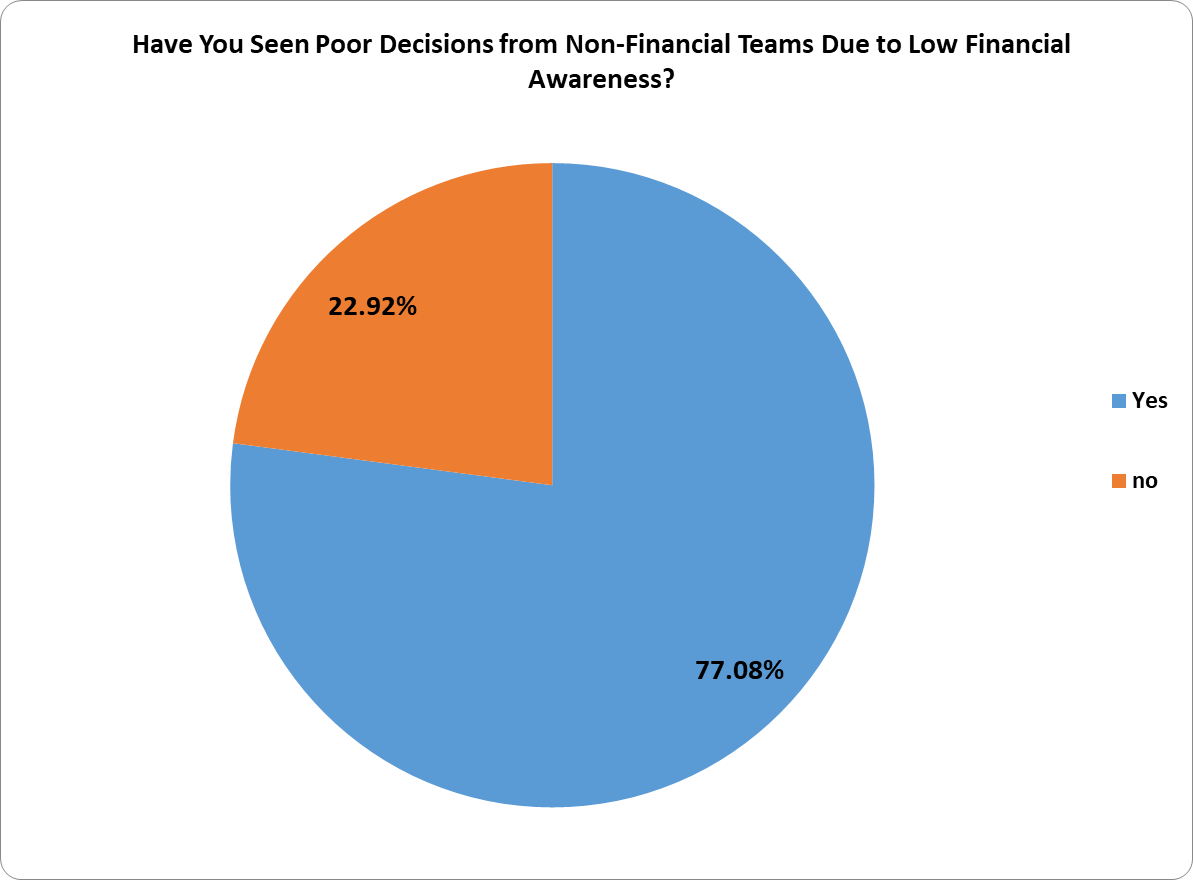 Have You Seen Poor Decisions from Non-Financial Teams Due to Low Financial
Awareness?
22.92%
Yes
no
77.08%